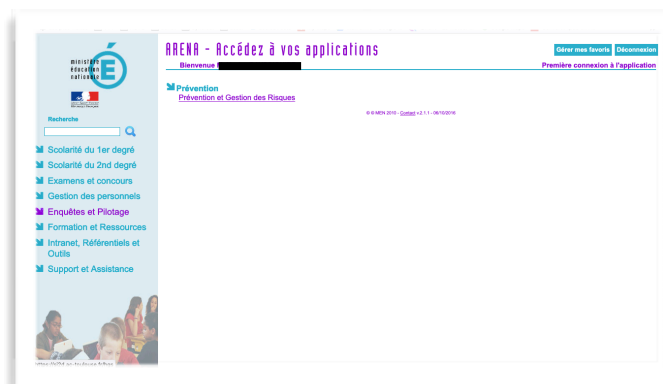 ministère
éducation
nationale
ARENA - Accédez à vos applications
Gérer mes favoris
Déconnexion
Bienvenue
Première connexion à l'application
Prévention
Prévention et Gestion des Risques
© © MEN 2010 - Contact v2.1.1 - 06/10/2016
Recherche
Scolarité du 1er degré
Scolarité du 2nd degré
Examens et concours
Gestion des personnels
Enquêtes et Pilotage
Formation et Ressources
Intranet, Référentiels et
Outils
Support et Assistance